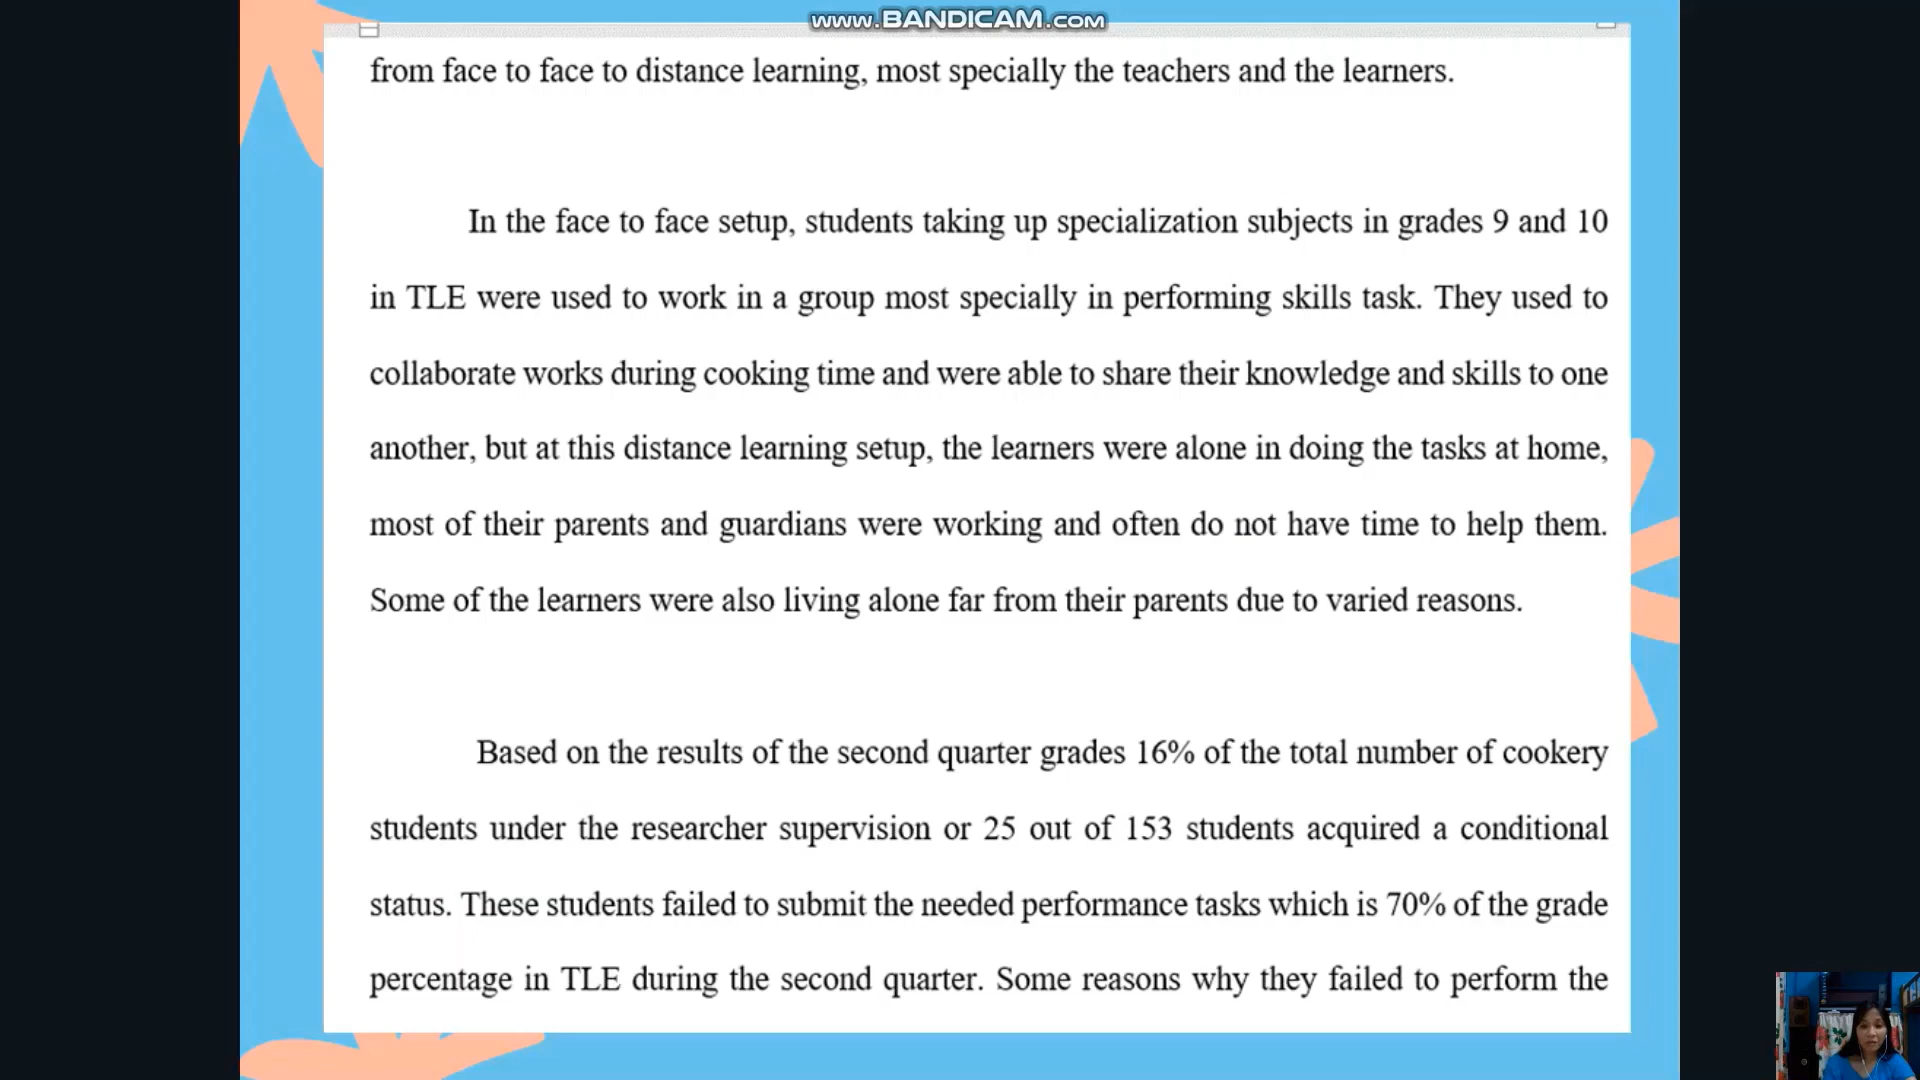 www.BANDICAM.com
from face to face to distance learning, most specially the teachers and the learners.
In the face to face setup, students taking up specialization subjects in grades 9 and 10
in TLE were used to work in a group most specially in performing skills task. They used to
collaborate works during cooking time and were able to share their knowledge and skills to one
another, but at this distance learning setup, the learners were alone in doing the tasks at home,
most of their parents and guardians were working and often do not have time to help them.
Some of the learners were also living alone far from their parents due to varied reasons.
Based on the results of the second quarter grades 16% of the total number of cookery
students under the researcher supervision or 25 out of 153 students acquired a conditional
status. These students failed to submit the needed performance tasks which is 70% of the grade
percentage in TLE during the second quarter. Some reasons why they failed to perform the